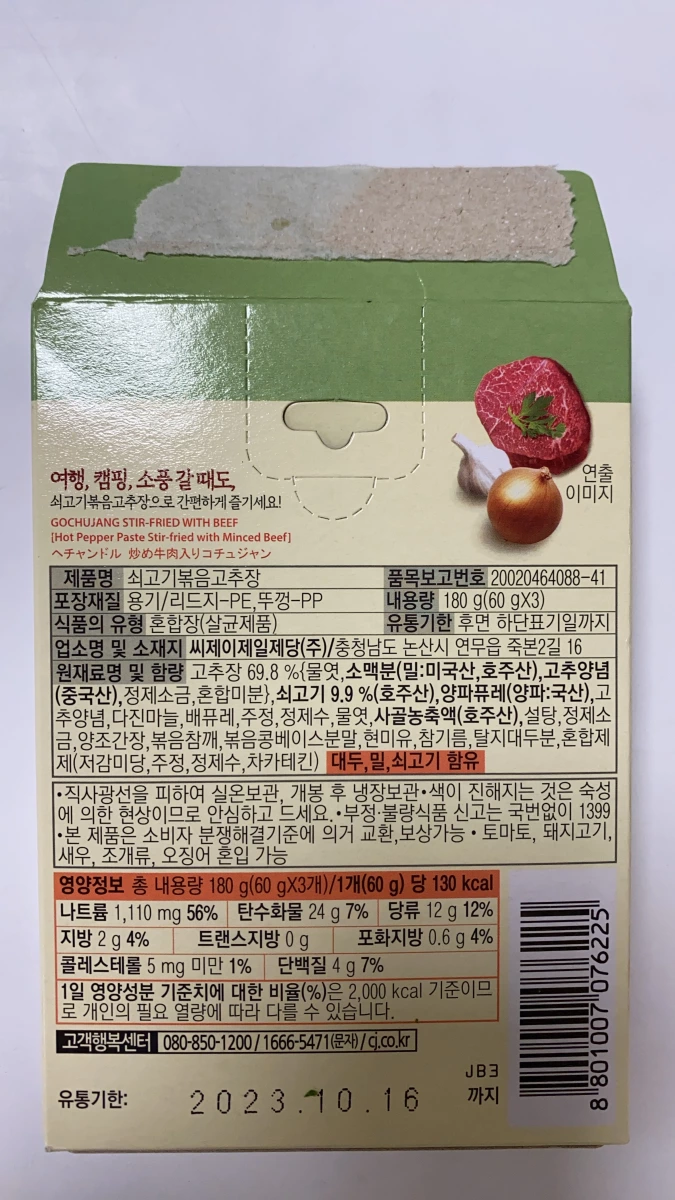 여행, 캠핑, 소풍 갈 때도,
쇠고기볶음고추장으로 간편하게 즐기세요!
GOCHUJANG STIR-FRIED WITH BEEF
[Hot Pepper Paste Stir-fried with Minced Beef]
ヘチャンドル 炒め牛肉入りコチュジャン
연출
이미지
제품명 쇠고기볶음고추장 품목보고번호 20020464088-41
포장재질 용기/리드지-PE,뚜껑-PP 내용량 180 g(60 gX3)
식품의 유형 혼합장(살균제품) 유통기한 후면 하단표기일까지
업소명 및 소재지 씨제이제일제당(주)/충청남도 논산시 연무읍 죽본2길 16
원재료명 및 함량 고추장 69.8 %{물엿,소맥분(밀:미국산,호주산),고추양념
(중국산),정제소금,혼합미분},쇠고기 9.9 %(호주산),양파퓨레(양파:국산),고
추양념,다진마늘,배퓨레,주정,정제수,물엿,사골농축액(호주산),설탕,정제소
금,양조간장,볶음참깨,볶음콩베이스분말,현미유,참기름,탈지대두분,혼합제
제(저감미당,주정,정제수,차카테킨) 대두,밀,쇠고기 함유
•직사광선을 피하여 실온보관, 개봉 후 냉장보관•색이 진해지는 것은 숙성
에 의한 현상이므로 안심하고 드세요.•부정·불량식품 신고는 국번없이 1399
•본 제품은 소비자 분쟁해결기준에 의거 교환,보상가능 • 토마토, 돼지고기,
새우, 조개류, 오징어 혼입 가능
영양정보 총 내용량 180 g(60 gX3개)/1개(60 g) 당 130 kcal
나트륨 1,110 mg 56% 탄수화물 24 g 7% 당류 12 g 12%
지방 2 g 4% 트랜스지방 0 g 포화지방 0.6 g 4%
콜레스테롤 5 mg 미만 1% 단백질 4 g 7%
1일 영양성분 기준치에 대한 비율(%)은 2,000 kcal 기준이므
로 개인의 필요 열량에 따라 다를 수 있습니다.
고객행복센터 080-850-1200/1666-5471(문자)/cj.co.kr
8 801007 076225
JB3
유통기한: 2023.10.16 까지